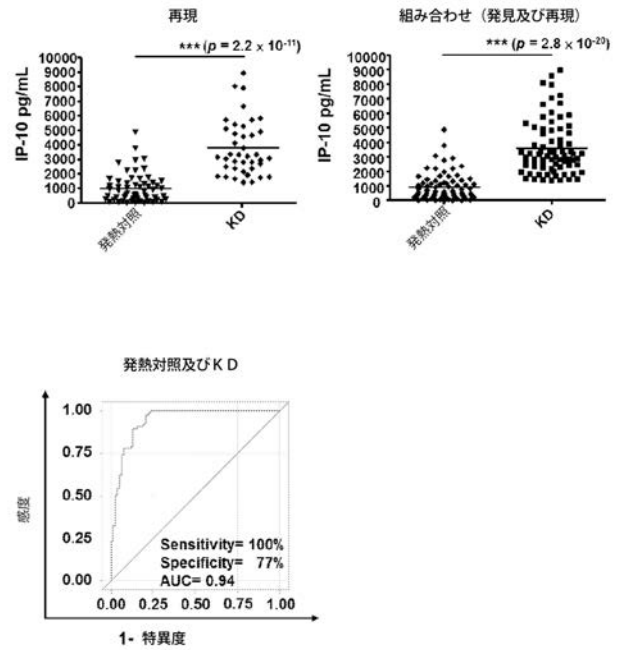 再現
*** (p = 2.2 × 10-11)
IP-10 pg/mL
10000
9000
8000
7000
6000
5000
4000
3000
2000
1000
0
発熱対照
KD
組み合わせ（発見及び再現）
*** (p = 2.8 × 10-20)
IP-10 pg/mL
10000
9000
8000
7000
6000
5000
4000
3000
2000
1000
0
発熱対照
KD
発熱対照及びＫＤ
感度
1.00
0.75
0.50
0.25
0.00
Sensitivity= 100%
Specificity= 77%
AUC= 0.94
0.00 0.25 0.50 0.75 1.00
1- 特異度